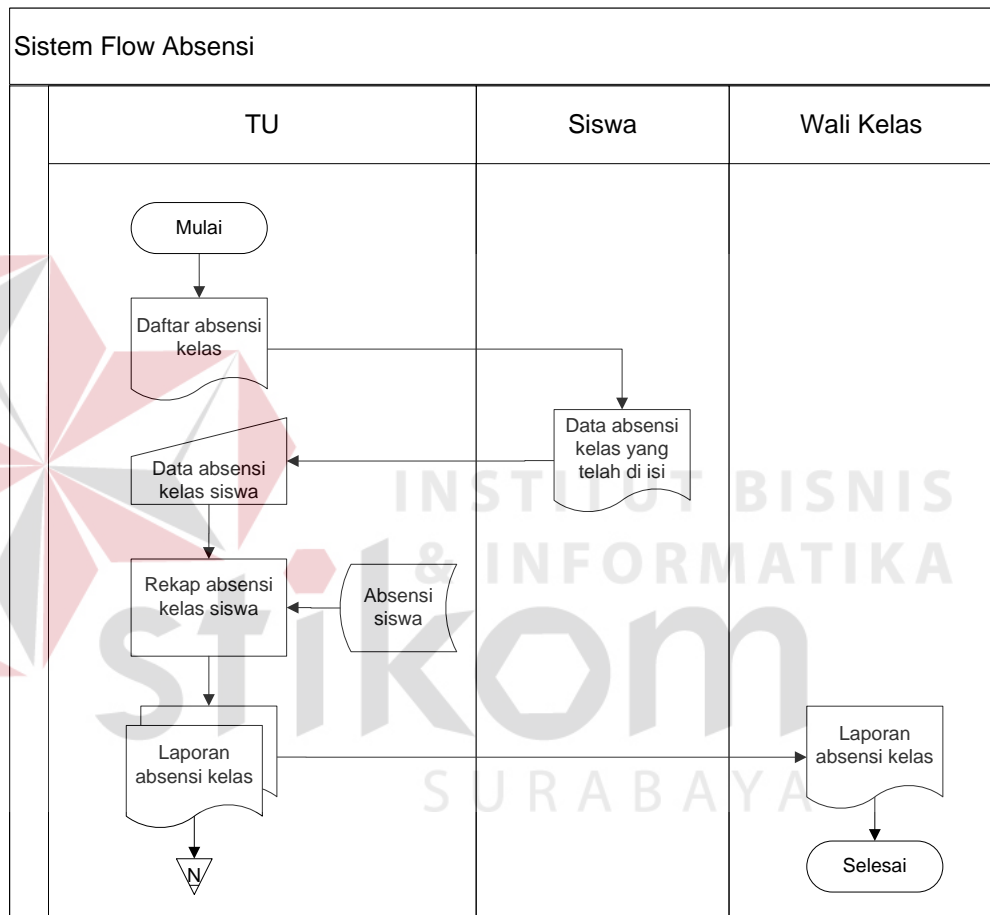 Sistem Flow Absensi
TU
Siswa
Wali Kelas
Mulai
Daftar absensi
kelas
Data absensi
kelas yang
telah di isi
Data absensi
kelas siswa
INSTITUT BISNIS
& INFORMATIKA
Rekap absensi
kelas siswa
Absensi
siswa
stikom
Laporan
absensi kelas
Laporan
absensi kelas
SURABAYA
N
Selesai